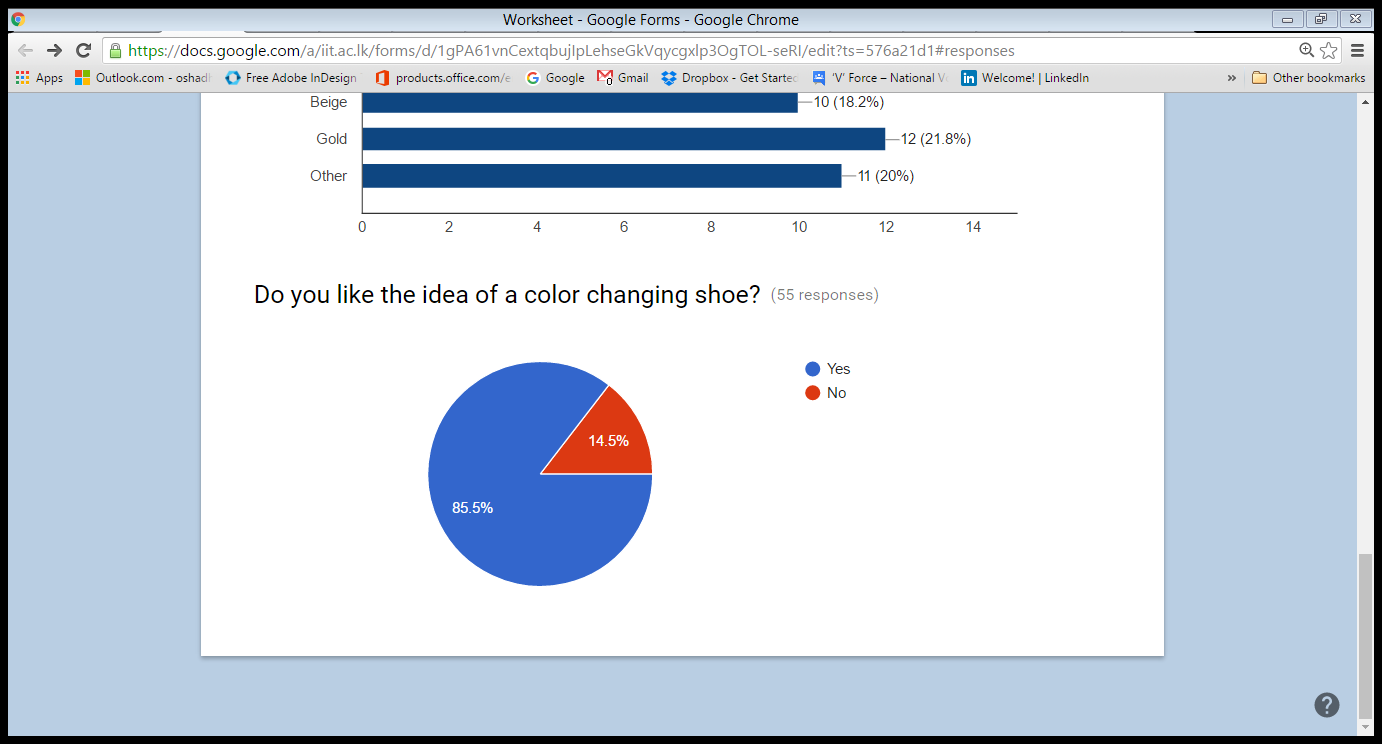 Worksheet - Google Forms - Google Chrome
https://docs.google.com/a/iit.ac.lk/forms/d/1gPA61vnCextqbujIpLehseGkVqycgxlp3OgTOL-seRI/edit?ts=576a21d1#responses
Apps Outlook.com - oshad Free Adobe InDesign products.office.com/e Google Gmail Dropbox - Get Started 'V' Force – National V Welcome! | LinkedIn » Other bookmarks
Beige 10 (18.2%)
Gold 12 (21.8%)
Other 11 (20%)
0 2 4 6 8 10 12 14
Do you like the idea of a color changing shoe? (55 responses)
Yes
No
14.5%
85.5%